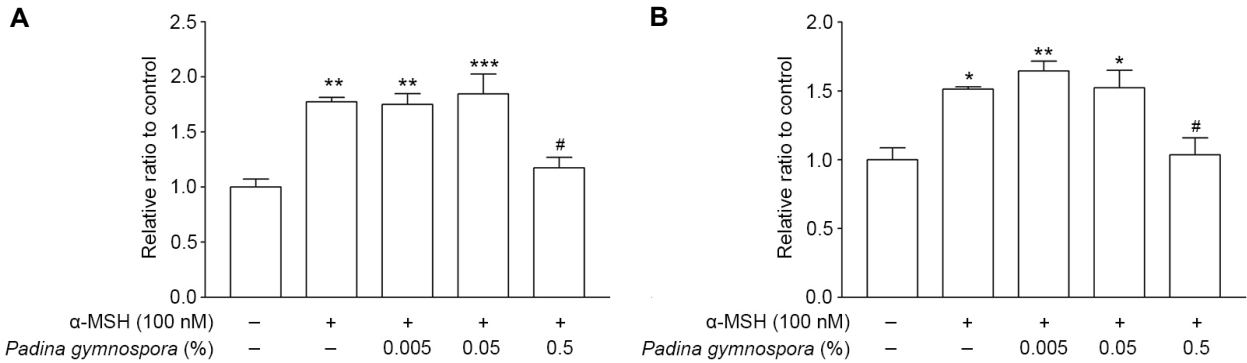 A
Relative ratio to control
2.5
2.0
1.5
1.0
0.5
0.0
** ** *** #
α-MSH (100 nM) – + + + +
Padina gymnospora (%) – – 0.005 0.05 0.5
B
Relative ratio to control
2.0
1.5
1.0
0.5
0.0
* ** * #
α-MSH (100 nM) – + + + +
Padina gymnospora (%) – – 0.005 0.05 0.5